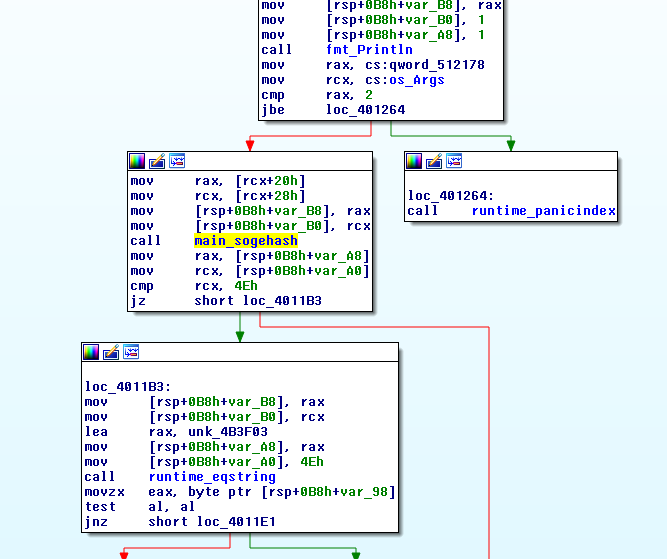 mov [rsp+0B8h+var_B8], rax
mov [rsp+0B8h+var_B0], 1
mov [rsp+0B8h+var_A8], 1
call fmt_Println
mov rax, cs:qword_512178
mov rcx, cs:os_Args
cmp rax, 2
jbe loc_401264
mov rax, [rcx+20h]
mov rcx, [rcx+28h]
mov [rsp+0B8h+var_B8], rax
mov [rsp+0B8h+var_B0], rcx
call main_sogehash
mov rax, [rsp+0B8h+var_A8]
mov rcx, [rsp+0B8h+var_A0]
cmp rcx, 4Eh
jz short loc_4011B3
loc_401264:
call runtime_panicindex
loc_4011B3:
mov [rsp+0B8h+var_B8], rax
mov [rsp+0B8h+var_B0], rcx
lea rax, unk_4B3F03
mov [rsp+0B8h+var_A8], rax
mov [rsp+0B8h+var_A0], 4Eh
call runtime_eqstring
movzx eax, byte ptr [rsp+0B8h+var_98]
test al, al
jnz short loc_4011E1